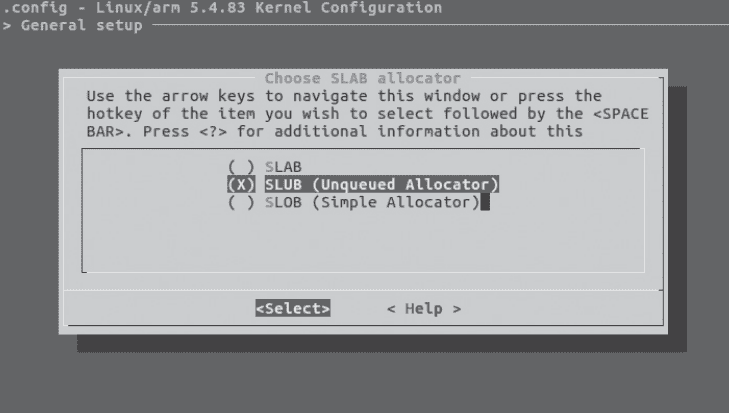 .config - Linux/arm 5.4.83 Kernel Configuration
> General setup
Choose SLAB allocator
Use the arrow keys to navigate this window or press the
hotkey of the item you wish to select followed by the <SPACE
BAR>. Press <?> for additional information about this
( ) SLAB
(X) SLUB (Unqueued Allocator)
( ) SLOB (Simple Allocator)
<Select> < Help >